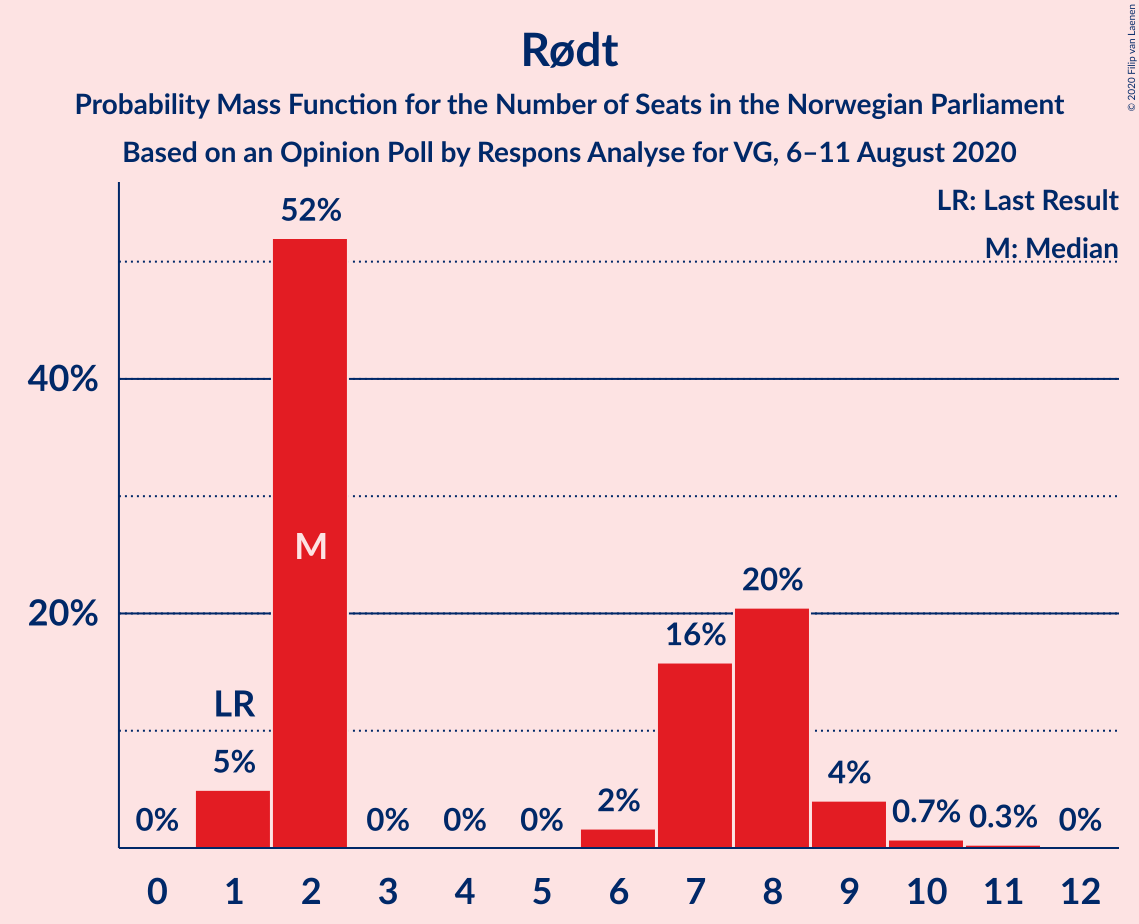 © 2020 Filip van Laenen
Rødt
Probability Mass Function for the Number of Seats in the Norwegian Parliament
Based on an Opinion Poll by Respons Analyse for VG, 6–11 August 2020
LR: Last Result
M: Median
52%
40%
M
20%
20%
16%
LR
5%
4%
2%
0%
0%
0%
0%
0.7%
0.3%
0%
0 1 2 3 4 5 6 7 8 9 10 11 12